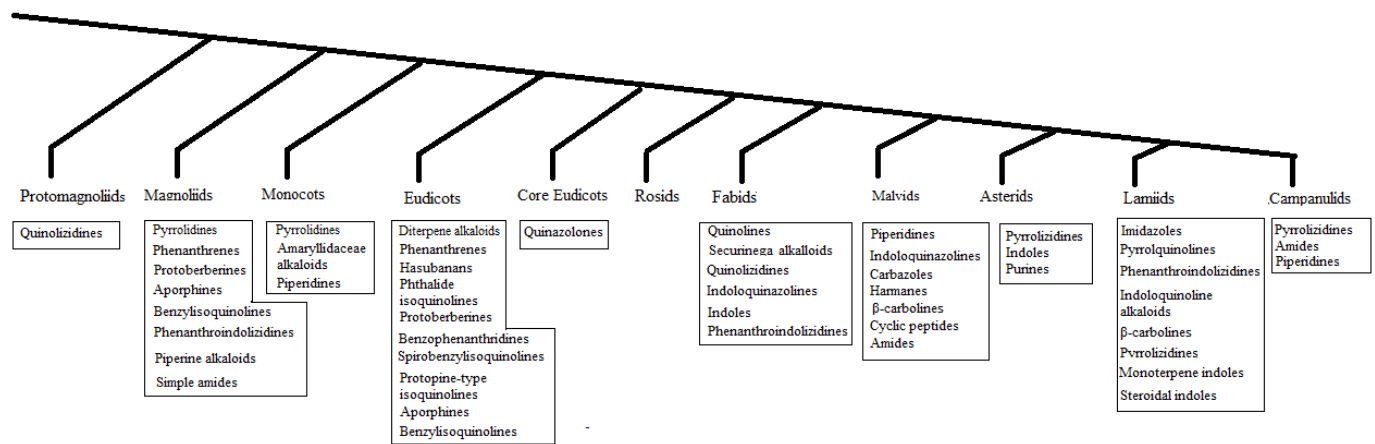 Protomagnoliids
Quinolizidines
Magnoliids
Pyrrolidines
Phenanthrenes
Protoberberines
Aporphines
Benzylisoquinolines
Phenanthroindolizidines
Piperine alkaloids
Simple amides
Monocots
Pyrrolidines
Amaryllidaceae
alkaloids
Piperidines
Eudicots
Diterpene alkaloids
Phenanthrenes
Hasubanans
Phthalide
isoquinolines
Protoberberines
Benzophenanthridines
Spirobenzylisoquinolines
Protopine-type
isoquinolines
Aporphines
Benzylisoquinolines
Core Eudicots
Quinazolones
Rosids
Fabids
Quinolines
Securinega alkalloids
Quinolizidines
Indoloquinazolines
Indoles
Phenanthroindolizidines
Malvids
Piperidines
Indoloquinazolines
Carbazoles
Harmanes
β-carbolines
Cyclic peptides
Amides
Asterids
Pyrrolizidines
Indoles
Purines
Lamiids
Imidazoles
Pyrrolquinolines
Phenanthroindolizidines
Indoloquinoline
alkaloids
β-carbolines
Pyrrolizidines
Monoterpene indoles
Steroidal indoles
.Campanulids
Pyrrolizidines
Amides
Piperidines